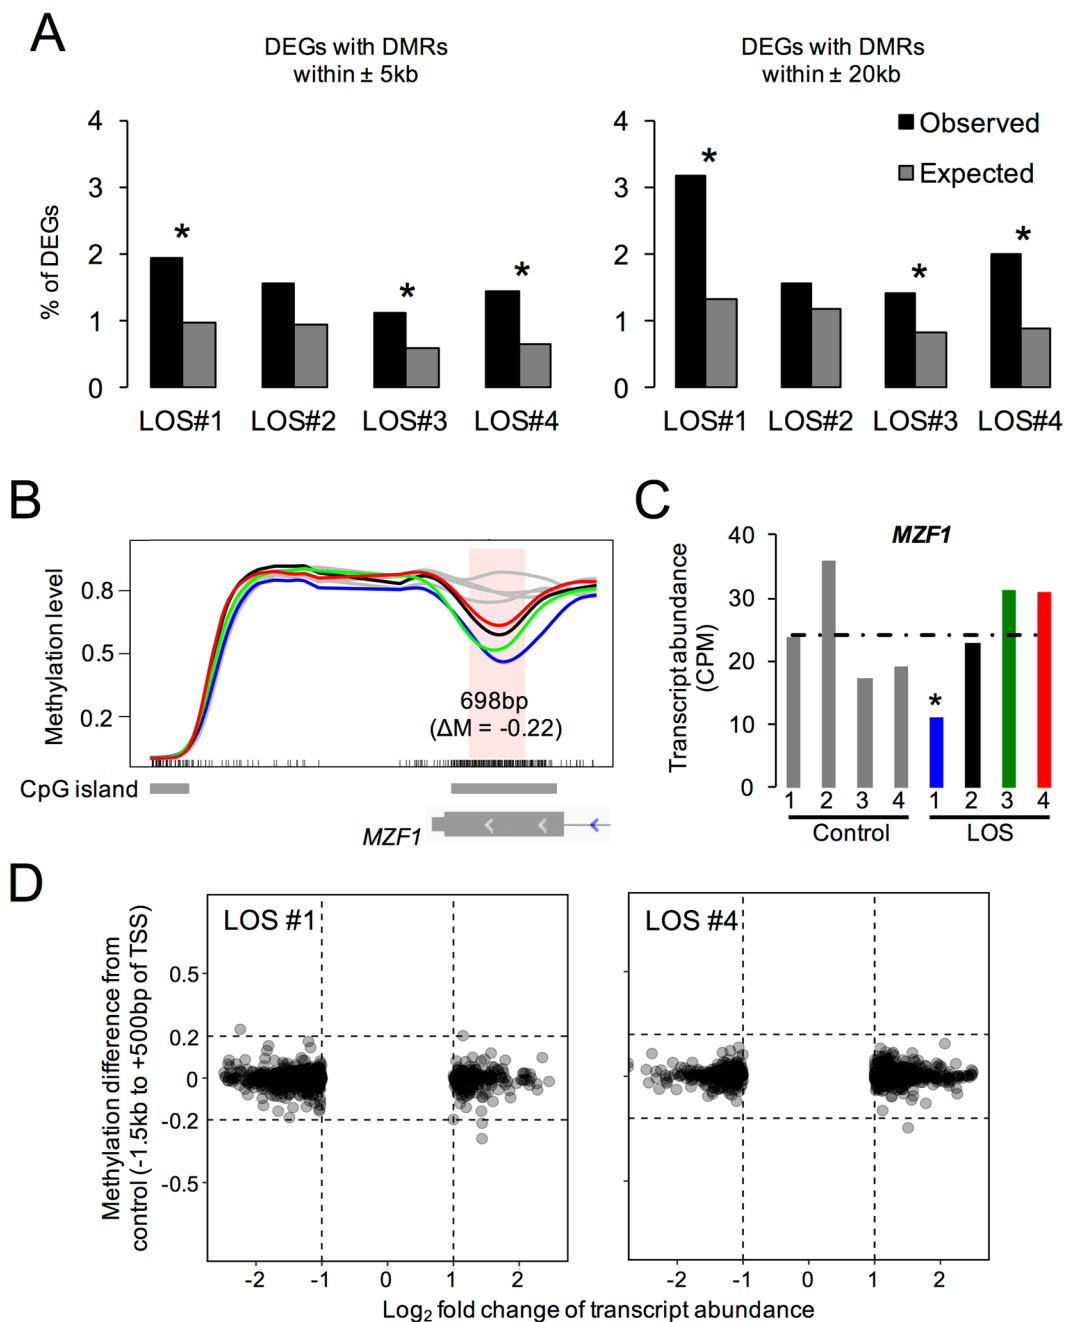 A
DEGs with DMRs
within ± 5kb
DEGs with DMRs
within ± 20kb
% of DEGs
4
3
2
1
0
*
*
*
LOS#1
LOS#2
LOS#3
LOS#4
4
3
2
1
0
*
*
*
Observed
Expected
LOS#1
LOS#2
LOS#3
LOS#4
B
Methylation level
0.8
0.5
0.2
698bp
(ΔM = -0.22)
CpG island
MZF1
C
MZF1
Transcript abundance
(CPM)
40
30
20
10
0
*
1 2 3 4 1 2 3 4
Control LOS
D
Methylation difference from
control (-1.5kb to +500bp of TSS)
LOS #1
LOS #4
0.5
0.2
0
-0.2
-0.5
-2 -1 0 1 2
-2 -1 0 1 2
Log₂ fold change of transcript abundance